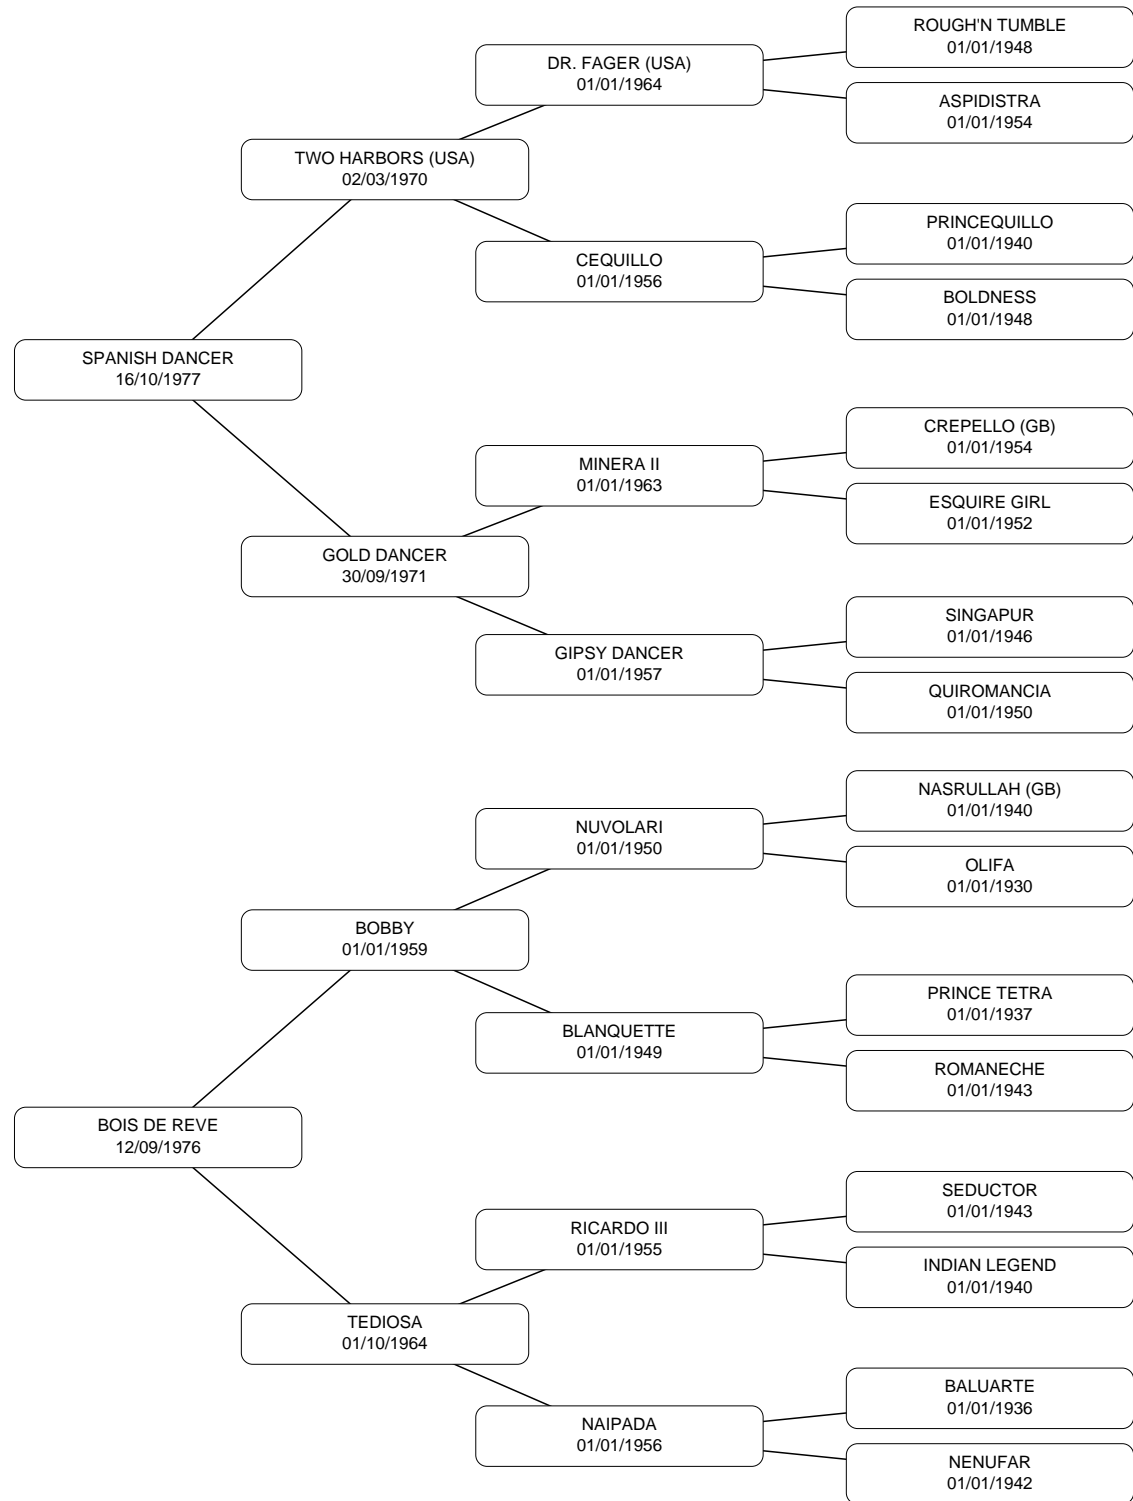 ROUGH'N TUMBLE
01/01/1948
DR. FAGER (USA)
01/01/1964
ASPIDISTRA
01/01/1954
TWO HARBORS (USA)
02/03/1970
PRINCEQUILLO
01/01/1940
CEQUILLO
01/01/1956
BOLDNESS
01/01/1948
SPANISH DANCER
16/10/1977
CREPELLO (GB)
01/01/1954
MINERA II
01/01/1963
ESQUIRE GIRL
01/01/1952
GOLD DANCER
30/09/1971
SINGAPUR
01/01/1946
GIPSY DANCER
01/01/1957
QUIROMANCIA
01/01/1950
NASRULLAH (GB)
01/01/1940
NUVOLARI
01/01/1950
OLIFA
01/01/1930
BOBBY
01/01/1959
PRINCE TETRA
01/01/1937
BLANQUETTE
01/01/1949
ROMANECHE
01/01/1943
BOIS DE REVE
12/09/1976
SEDUCTOR
01/01/1943
RICARDO III
01/01/1955
INDIAN LEGEND
01/01/1940
TEDIOSA
01/10/1964
BALUARTE
01/01/1936
NAIPADA
01/01/1956
NENUFAR
01/01/1942